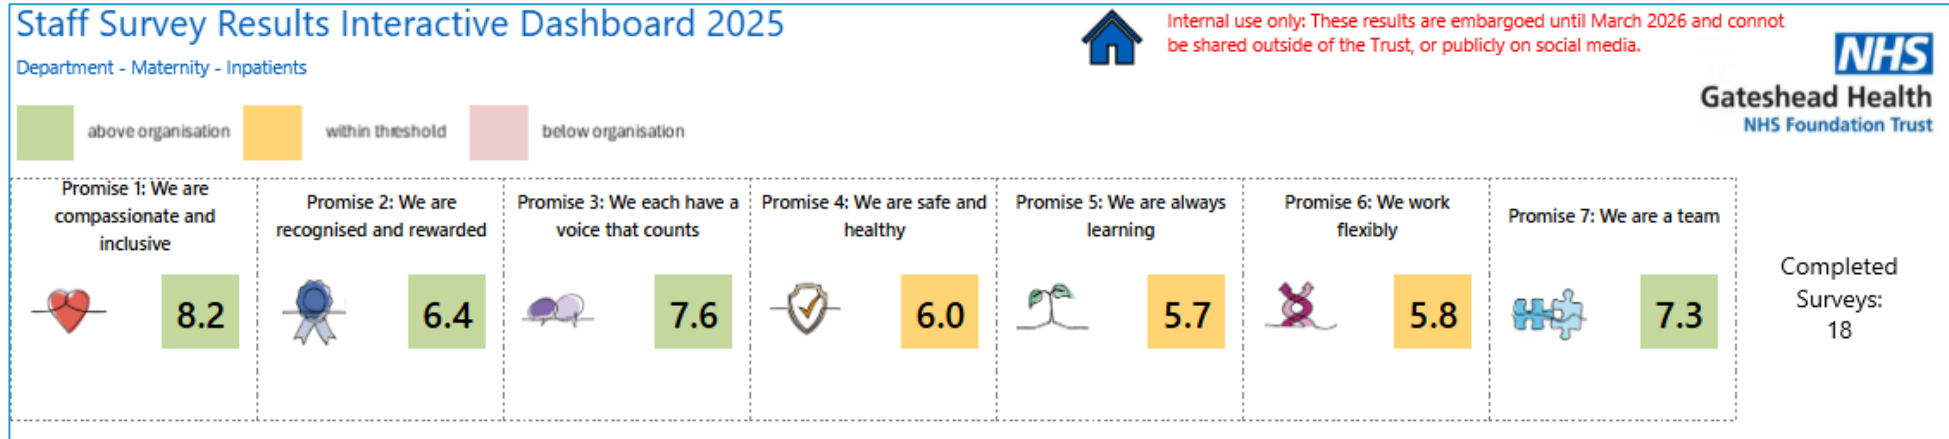 Staff Survey Results Interactive Dashboard 2025
Department - Maternity - Inpatients
Internal use only: These results are embargoed until March 2026 and connot
be shared outside of the Trust, or publicly on social media.
NHS
Gateshead Health
NHS Foundation Trust
above organisation
within threshold
below organisation
Promise 1: We are
compassionate and
inclusive
8.2
Promise 2: We are
recognised and rewarded
6.4
Promise 3: We each have a
voice that counts
7.6
Promise 4: We are safe and
healthy
6.0
Promise 5: We are always
learning
5.7
Promise 6: We work
flexibly
5.8
Promise 7: We are a team
7.3
Completed
Surveys:
18